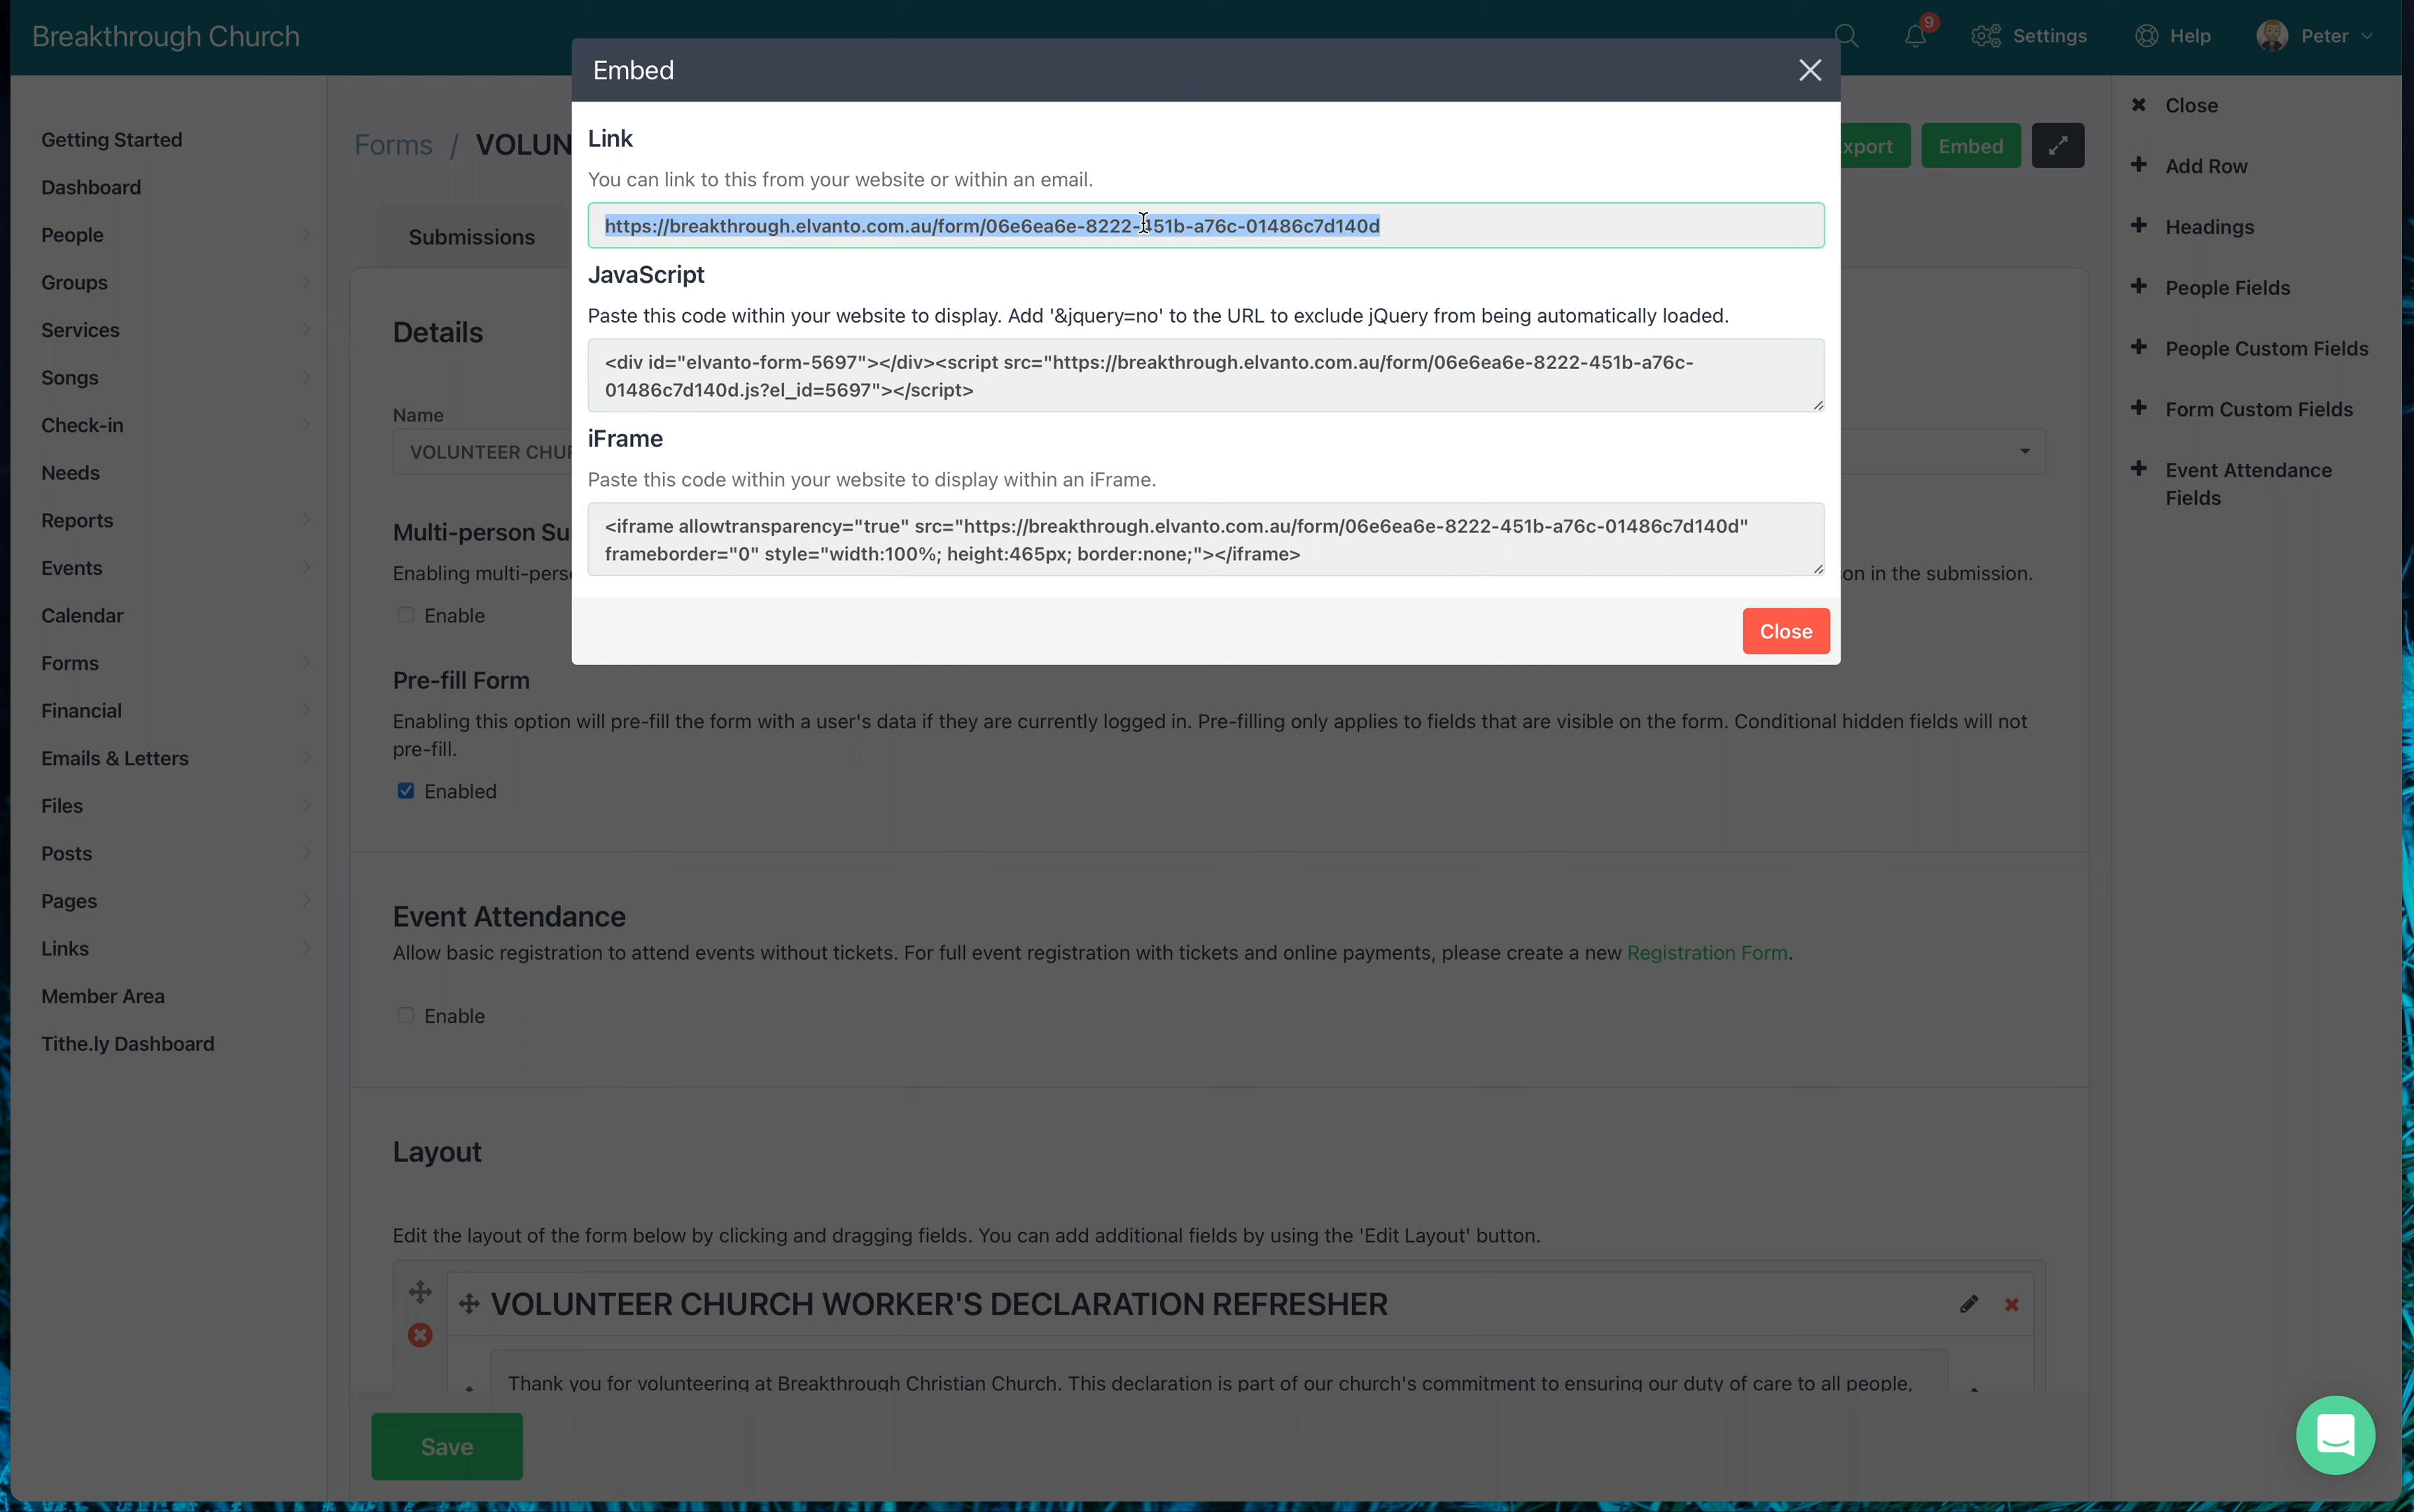 Breakthrough Church
9
Settings
Help
Peter
Embed
Getting Started
Dashboard
People
Groups
Services
Songs
Check-in
Needs
Reports
Events
Calendar
Forms
Financial
Emails & Letters
Files
Posts
Pages
Links
Member Area
Tithe.ly Dashboard
Forms / VOLUN
xport
Embed
Submissions
Link
You can link to this from your website or within an email.
https://breakthrough.elvanto.com.au/form/06e6ea6e-8222-451b-a76c-01486c7d140d
JavaScript
Paste this code within your website to display. Add '&jquery=no' to the URL to exclude jQuery from being automatically loaded.
<div id="elvanto-form-5697"></div><script src="https://breakthrough.elvanto.com.au/form/06e6ea6e-8222-451b-a76c-
01486c7d140d.js?el_id=5697"></script>
iFrame
Paste this code within your website to display within an iFrame.
<iframe allowtransparency="true" src="https://breakthrough.elvanto.com.au/form/06e6ea6e-8222-451b-a76c-01486c7d140d"
frameborder="0" style="width:100%; height:465px; border:none;"></iframe>
Close
Details
Name
VOLUNTEER CHUR
Multi-person Su
Enabling multi-pers
on in the submission.
Enable
Pre-fill Form
Enabling this option will pre-fill the form with a user's data if they are currently logged in. Pre-filling only applies to fields that are visible on the form. Conditional hidden fields will not
pre-fill.
Enabled
Event Attendance
Allow basic registration to attend events without tickets. For full event registration with tickets and online payments, please create a new Registration Form.
Enable
Layout
Edit the layout of the form below by clicking and dragging fields. You can add additional fields by using the 'Edit Layout' button.
VOLUNTEER CHURCH WORKER'S DECLARATION REFRESHER
Thank you for volunteering at Breakthrough Christian Church. This declaration is part of our church's commitment to ensuring our duty of care to all people,
Save
Close
Add Row
Headings
People Fields
People Custom Fields
Form Custom Fields
Event Attendance
Fields